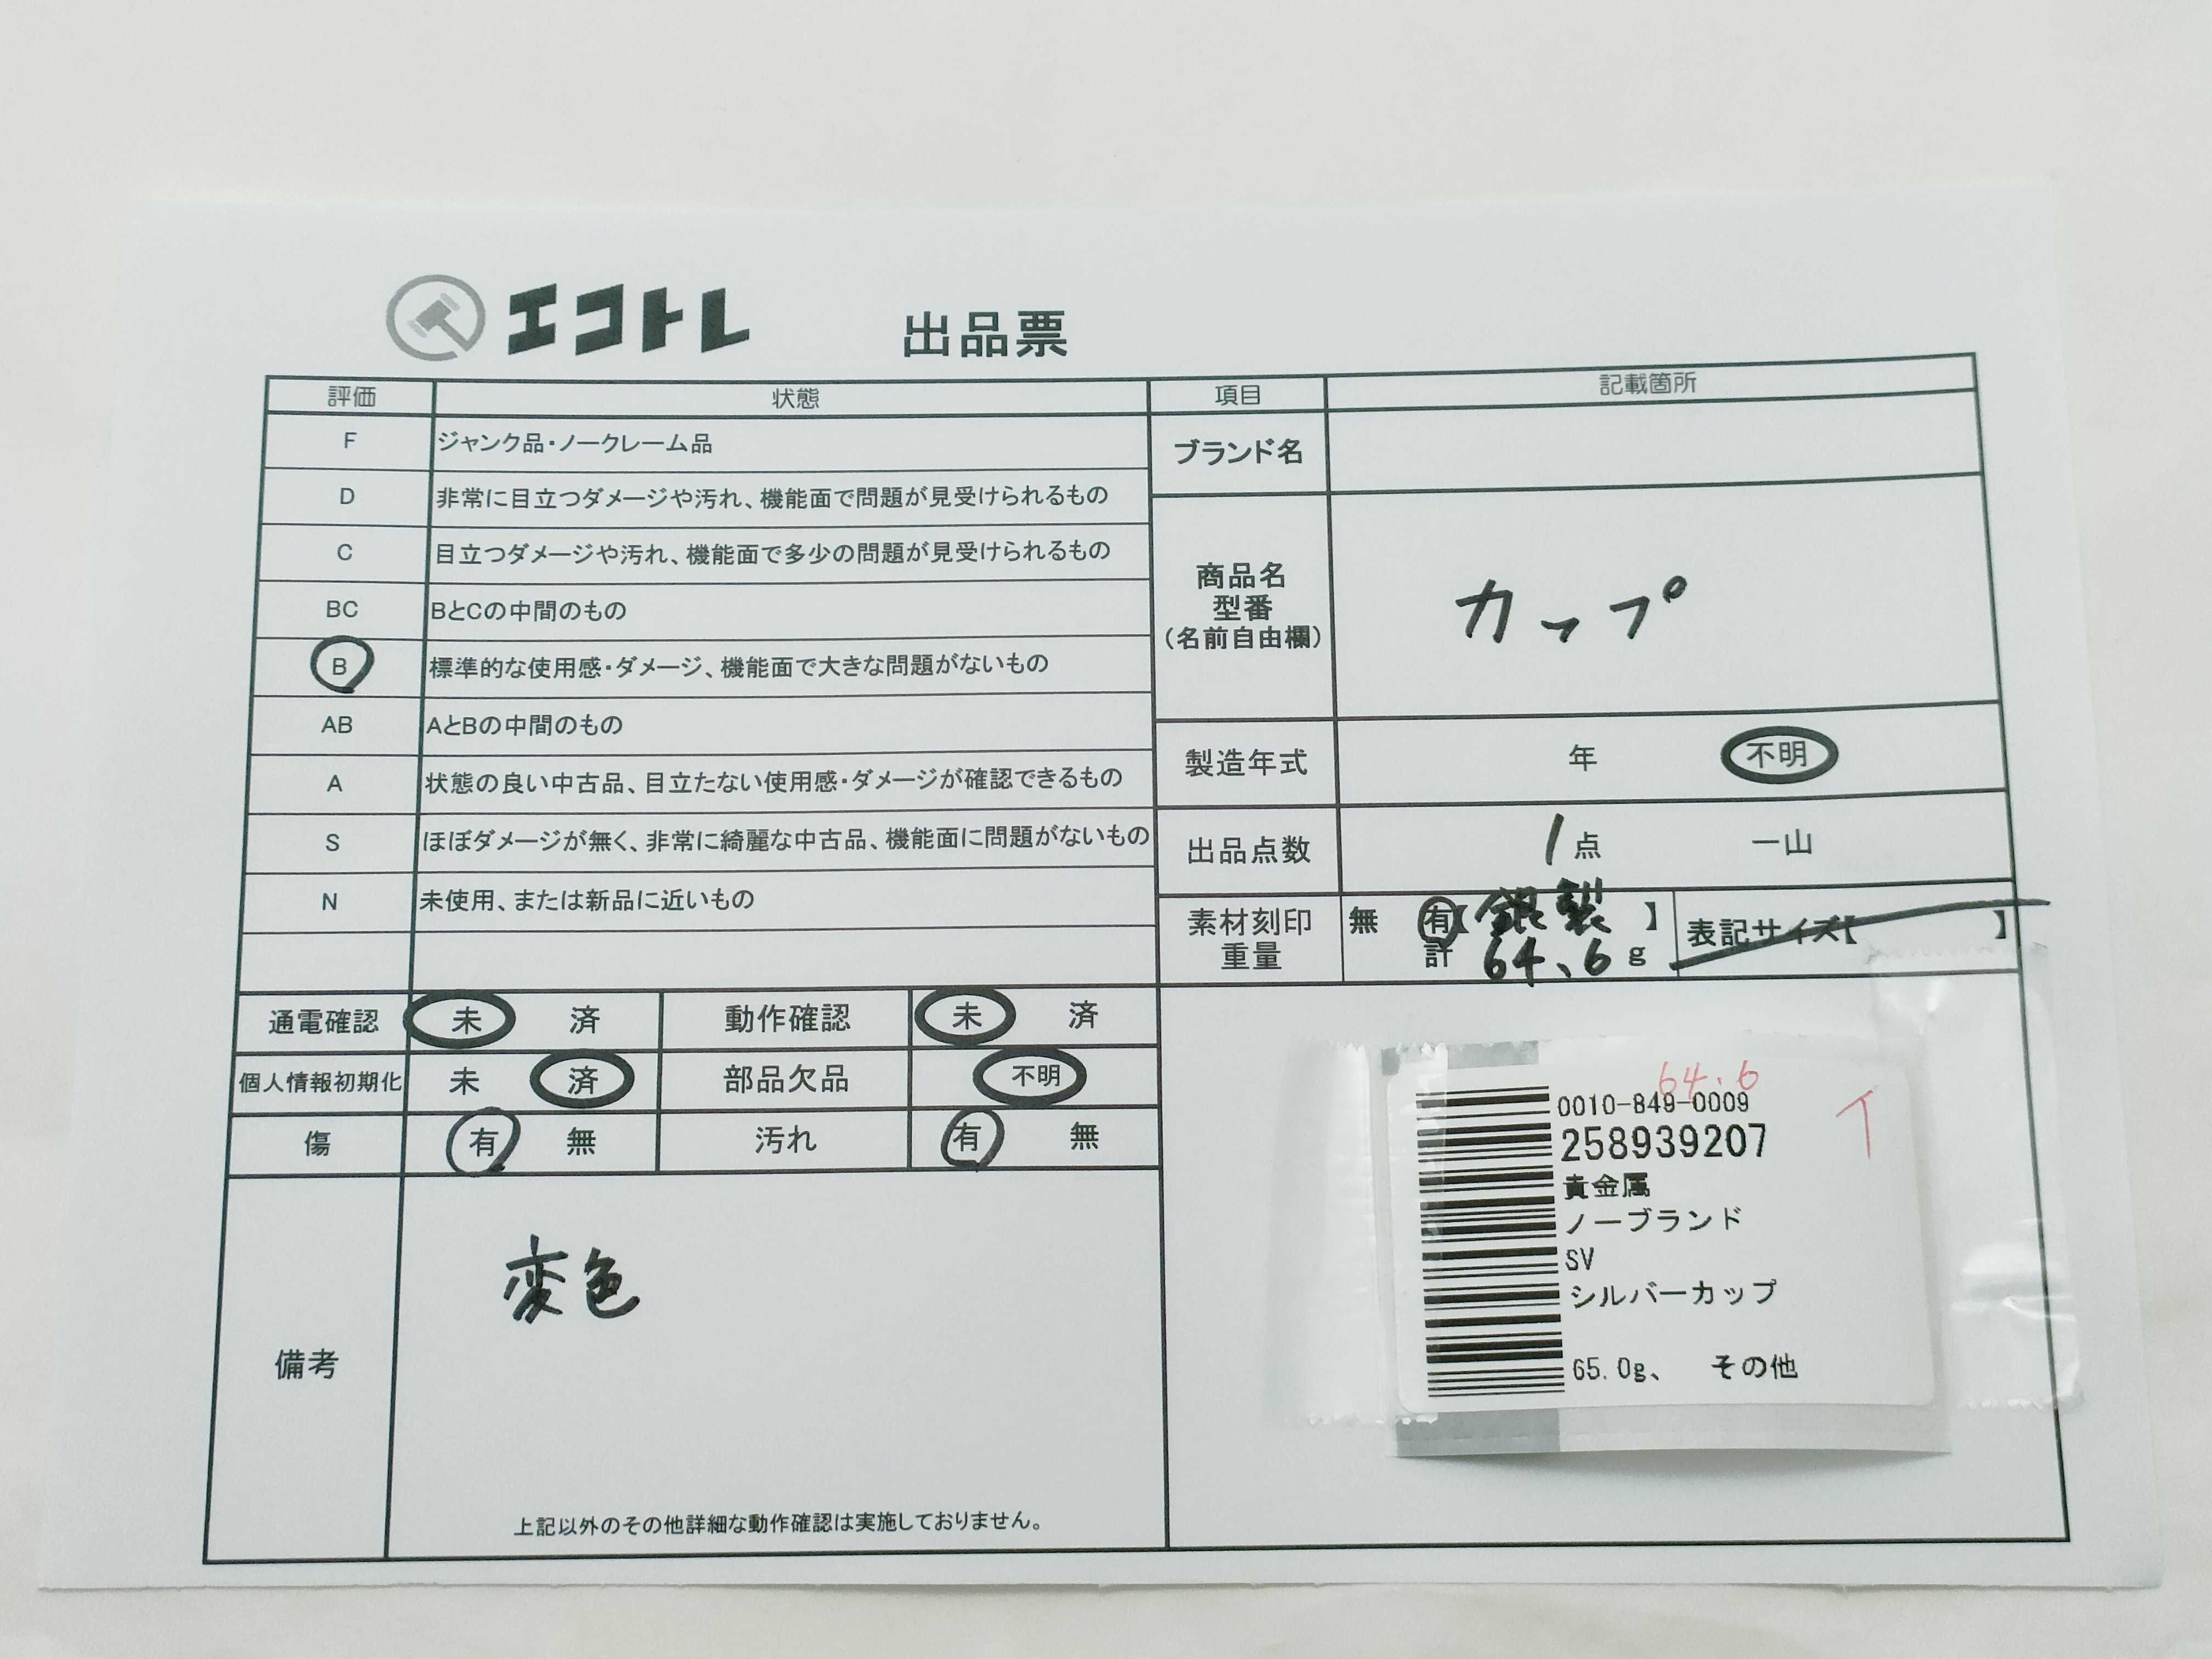 エコトレ 出品票
評価 状態
F ジャンク品・ノークレーム品
D 非常に目立つダメージや汚れ、機能面で問題が見受けられるもの
C 目立つダメージや汚れ、機能面で多少の問題が見受けられるもの
BC BとCの中間のもの
B 標準的な使用感・ダメージ、機能面で大きな問題がないもの
AB AとBの中間のもの
A 状態の良い中古品、目立たない使用感・ダメージが確認できるもの
S ほぼダメージが無く、非常に綺麗な中古品、機能面に問題がないもの
N 未使用、または新品に近いもの
通電確認 未 済 動作確認 未 済
個人情報初期化 未 済 部品欠品 不明
傷 有 無 汚れ 有 無
備考
変色
上記以外のその他詳細な動作確認は実施しておりません。
項目 記載箇所
ブランド名
商品名
型番
(名前自由欄)
カップ
製造年式 年 不明
出品点数 1点 一山
素材刻印 無 有【銀製】
重量 計 64.6g
表記サイズ【 】
64.6
イ
0010-849-0009
258939207
貴金属
ノーブランド
SV
シルバーカップ
65.0g、 その他